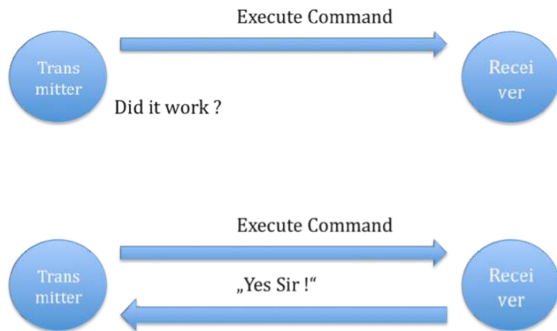 Execute Command
Trans
mitter
Recei
ver
Did it work ?
Execute Command
Trans
mitter
Recei
ver
„Yes Sir !“